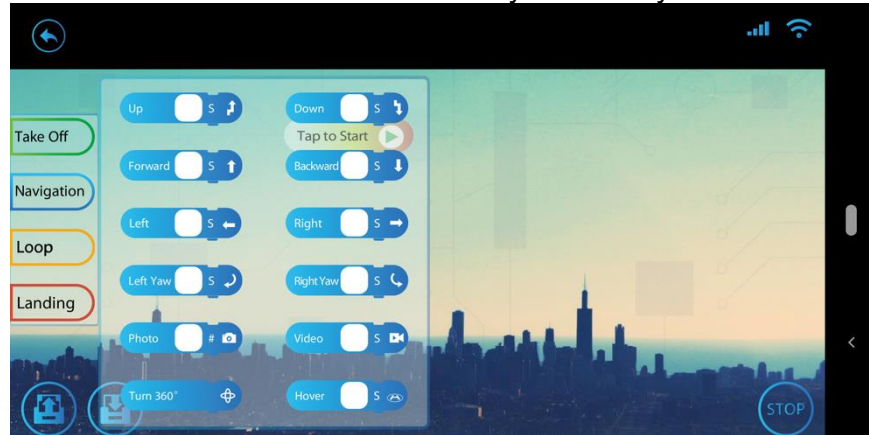 Up S
Down S
Tap to Start
Take Off
Forward S
Backward S
Navigation
Left S
Right S
Loop
Left Yaw S
Right Yaw S
Landing
Photo #
Video S
Turn 360°
Hover S
STOP